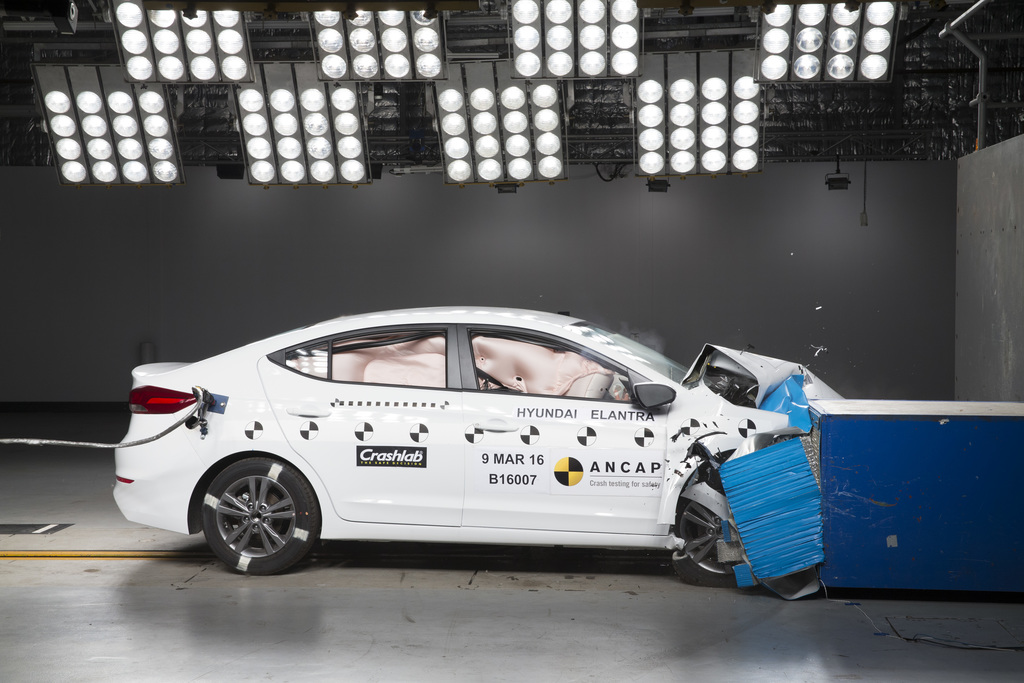 HYUNDAI ELANTRA
Crashlab
9 MAR 16
B16007
ANCAP
Crash testing for safety